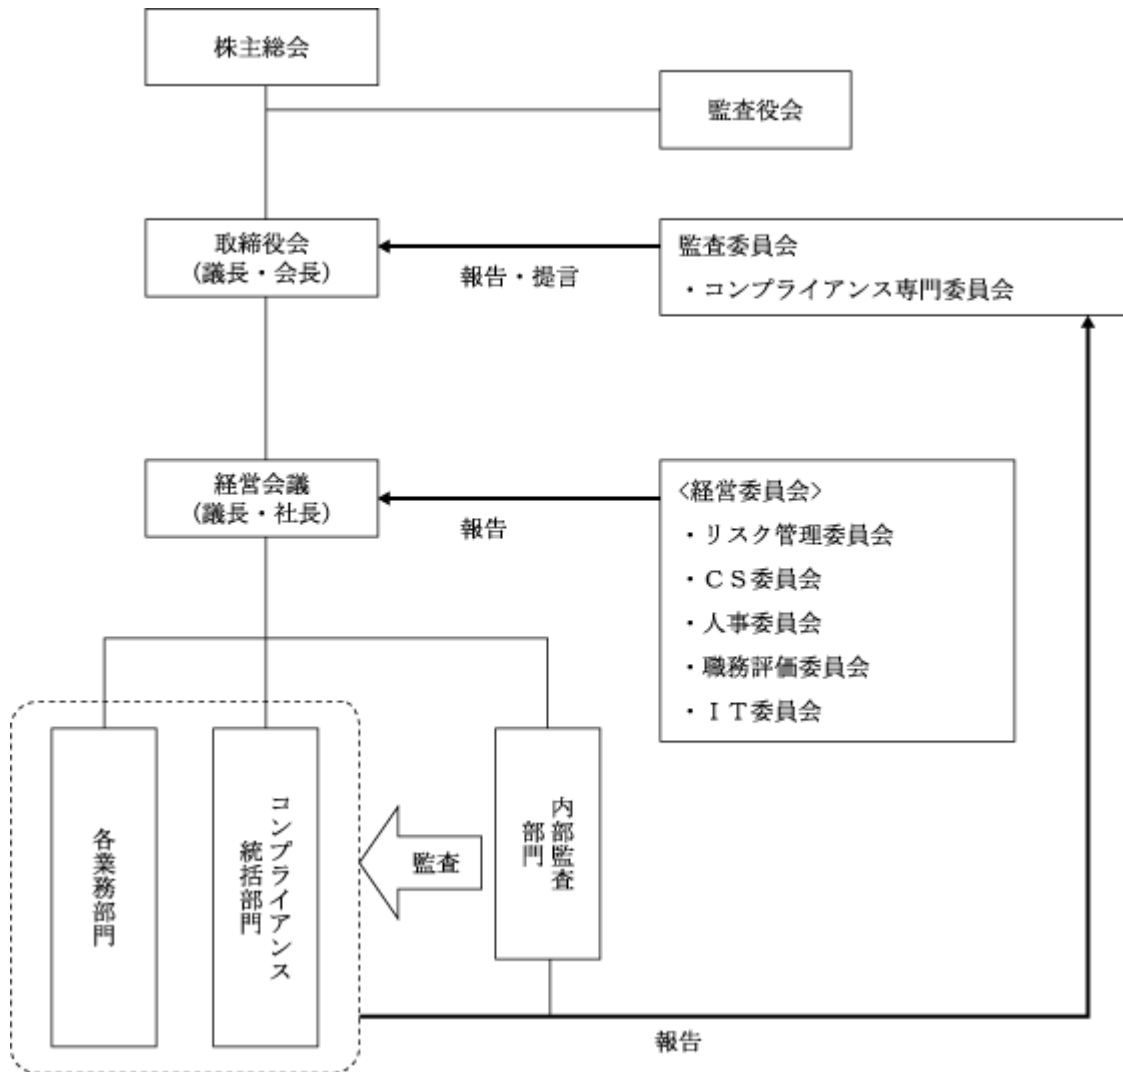 株主総会
監査役会
取締役会
(議長・会長)
報告・提言
監査委員会
・コンプライアンス専門委員会
経営会議
(議長・社長)
報告
<経営委員会>
・リスク管理委員会
・ＣＳ委員会
・人事委員会
・職務評価委員会
・ＩＴ委員会
各業務部門
コンプライアンス
統括部門
監査
内部監査
部門
報告